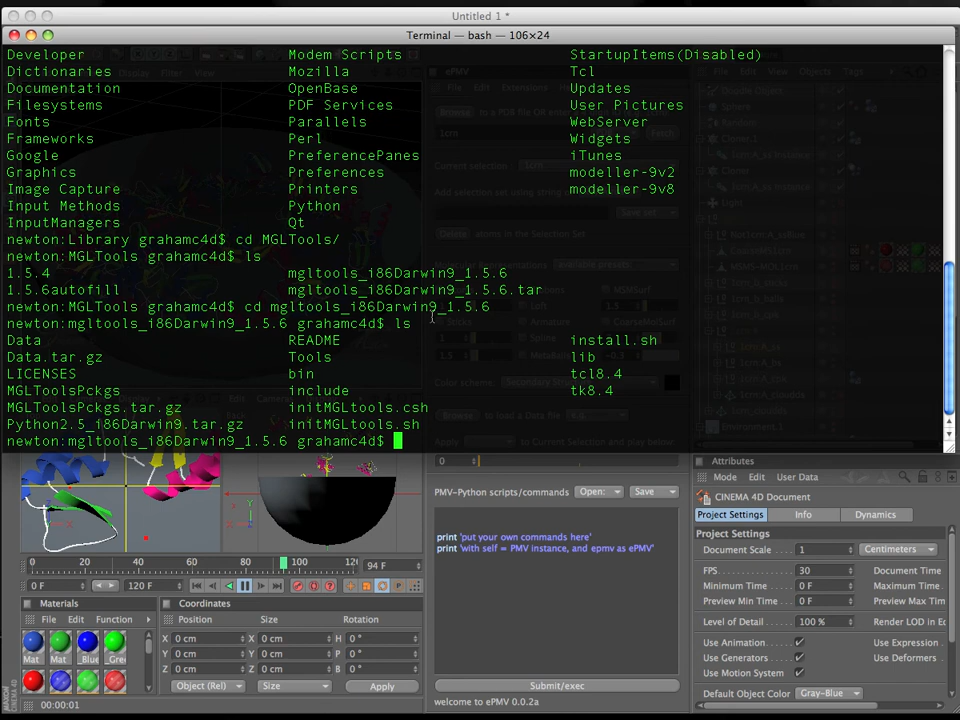 Untitled 1 *
Terminal — bash — 106×24
Developer Modem Scripts StartupItems(Disabled)
Dictionaries Mozilla Tcl
Documentation OpenBase Updates
Filesystems PDF Services User Pictures
Fonts Parallels WebServer
Frameworks Perl Widgets
Google PreferencePanes iTunes
Graphics Preferences modeller-9v2
Image Capture Printers modeller-9v8
Input Methods Python
InputManagers Qt
newton:Library grahamc4d$ cd MGLTools/
newton:MGLTools grahamc4d$ ls
1.5.4 mgltools_i86Darwin9_1.5.6
1.5.6autofill mgltools_i86Darwin9_1.5.6.tar
newton:MGLTools grahamc4d$ cd mgltools_i86Darwin9_1.5.6
newton:mgltools_i86Darwin9_1.5.6 grahamc4d$ ls
Data README install.sh
Data.tar.gz Tools lib
LICENSES bin tcl8.4
MGLToolsPckgs include tk8.4
MGLToolsPckgs.tar.gz initMGLtools.csh
Python2.5_i86Darwin9.tar.gz initMGLtools.sh
newton:mgltools_i86Darwin9_1.5.6 grahamc4d$
0
PMV-Python scripts/commands Open: Save
print 'put your own commands here'
print 'with self = PMV instance, and epmv as ePMV'
Submit/exec
welcome to ePMV 0.0.2a
0 20 40 60 80 100 12
94 F
0 F 120 F
Materials
File Edit Function
Mat Mat _Blue _Gree
00:00:01
Coordinates
Position Size Rotation
X 0 cm X 0 cm H 0 °
Y 0 cm Y 0 cm P 0 °
Z 0 cm Z 0 cm B 0 °
Object (Rel) Size Apply
Attributes
Mode Edit User Data
CINEMA 4D Document
Project Settings Info Dynamics
Project Settings
Document Scale 1 Centimeters
FPS 30 Document Time
Minimum Time 0 F Maximum Time
Preview Min Time 0 F Preview Max Tim
Level of Detail 100 % Render LOD in Ed
Use Animation Use Expression
Use Generators Use Deformers
Use Motion System
Default Object Color Gray-Blue